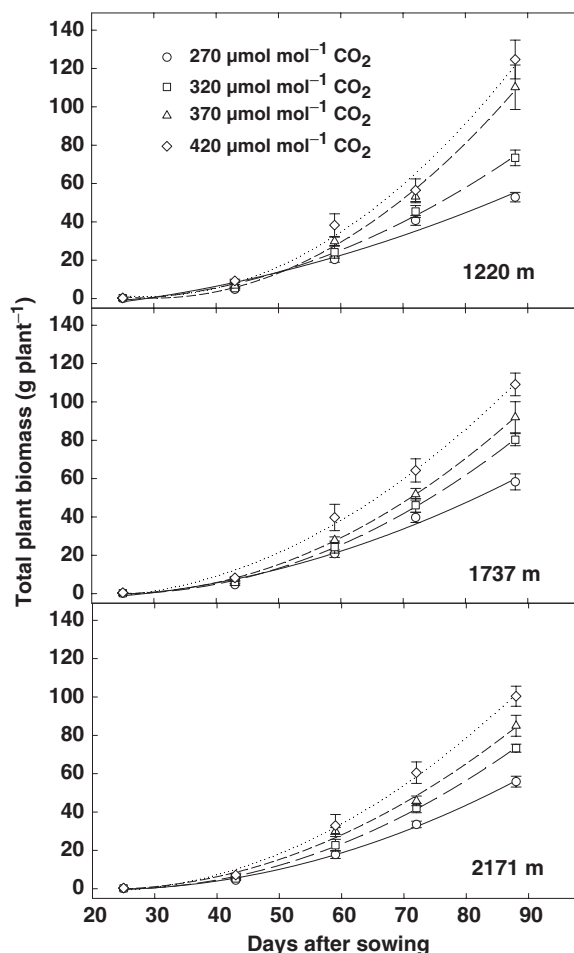 140
120
100
80
60
40
20
0
270 µmol mol⁻¹ CO₂
320 µmol mol⁻¹ CO₂
370 µmol mol⁻¹ CO₂
420 µmol mol⁻¹ CO₂
1220 m
140
120
100
80
60
40
20
0
1737 m
Total plant biomass (g plant⁻¹)
140
120
100
80
60
40
20
0
2171 m
20 30 40 50 60 70 80 90
Days after sowing